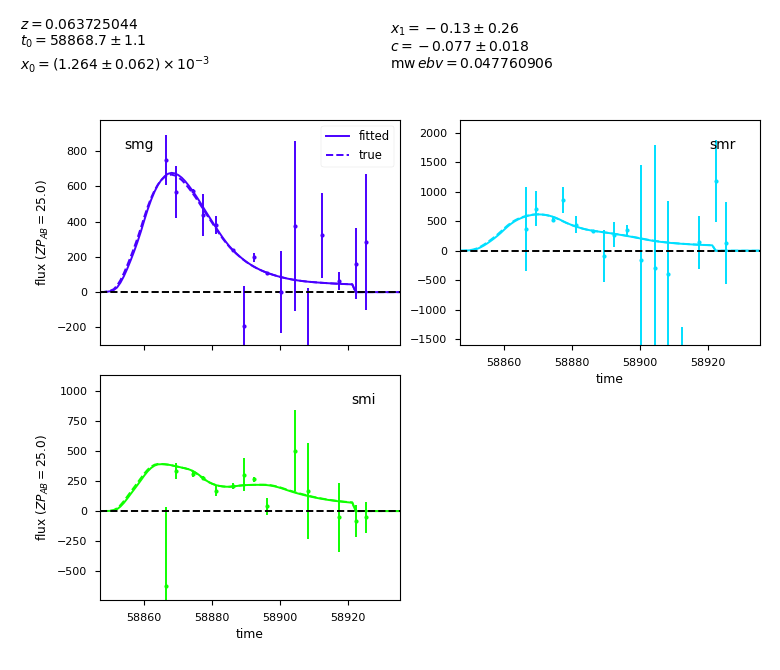 z = 0.063725044
t₀ = 58868.7 ± 1.1
x₀ = (1.264 ± 0.062) × 10⁻³
x₁ = −0.13 ± 0.26
c = −0.077 ± 0.018
mw ebv = 0.047760906
smg
fitted
true
flux (ZP_AB = 25.0)
800
600
400
200
0
−200
smr
2000
1500
1000
500
0
−500
−1000
−1500
58860 58880 58900 58920
time
smi
flux (ZP_AB = 25.0)
1000
750
500
250
0
−250
−500
58860 58880 58900 58920
time